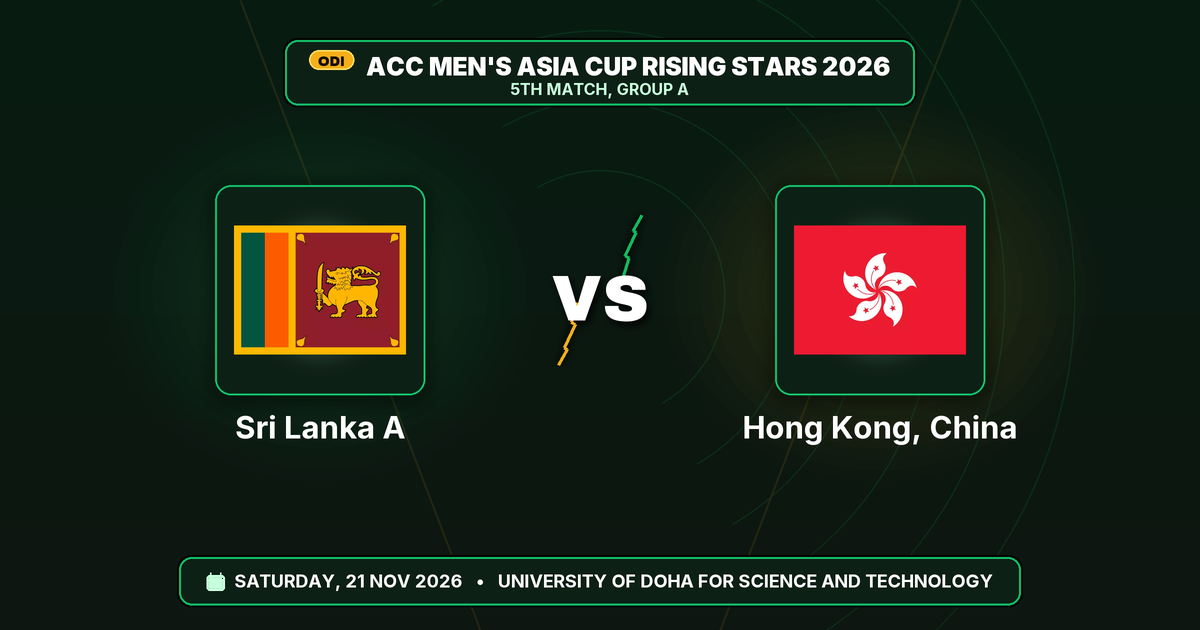 ODI ACC MEN'S ASIA CUP RISING STARS 2026
5TH MATCH, GROUP A
VS
Sri Lanka A
Hong Kong, China
SATURDAY, 21 NOV 2026 • UNIVERSITY OF DOHA FOR SCIENCE AND TECHNOLOGY